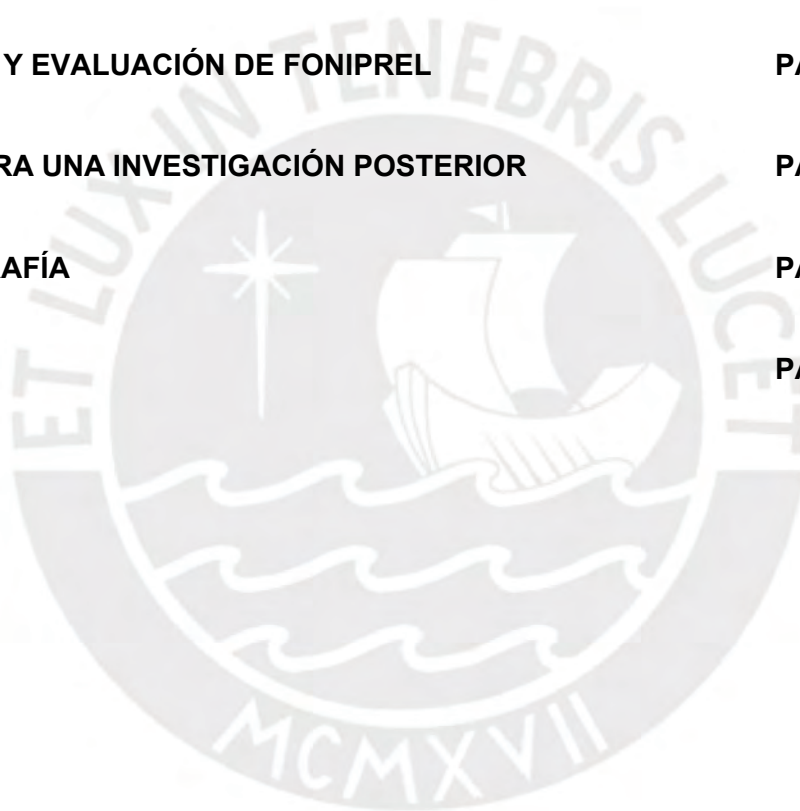 Y EVALUACIÓN DE FONIPREL PA
RA UNA INVESTIGACIÓN POSTERIOR PA
AFÍA PA
PA
ET LUX IN TENEBRIS LUCET
MCMXVII